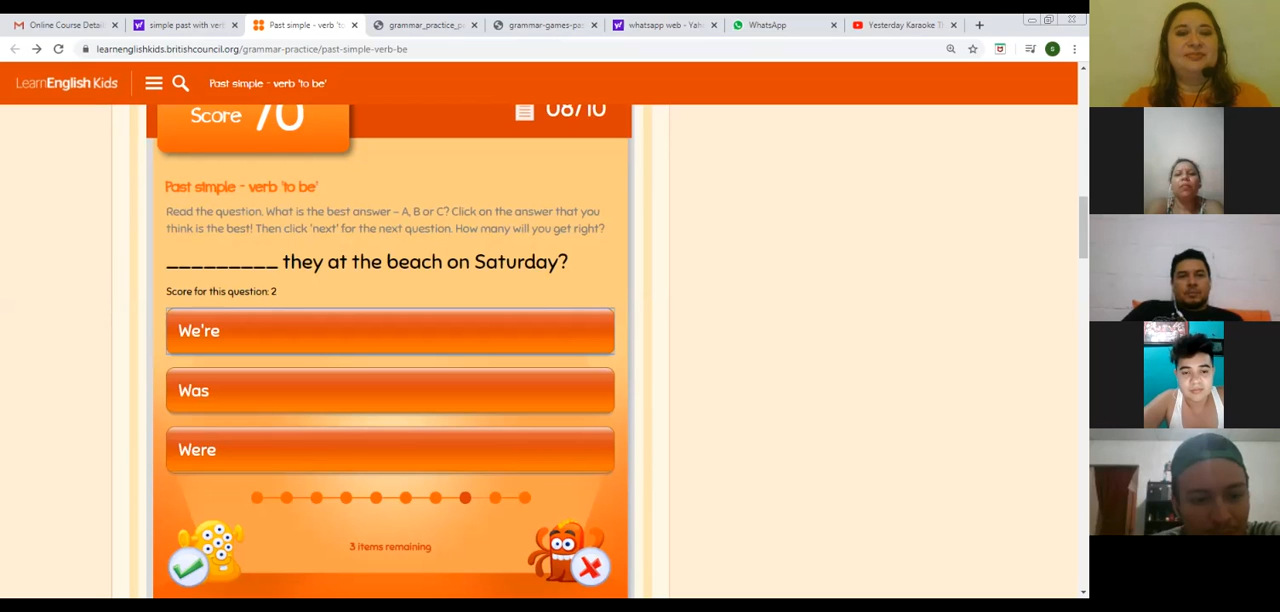 Online Course Detai
simple past with verb
Past simple - verb 'to
grammar_practice_p
grammar-games-pas
whatsapp web - Yah
WhatsApp
Yesterday Karaoke T
learnenglishkids.britishcouncil.org/grammar-practice/past-simple-verb-be
LearnEnglish Kids
Past simple - verb 'to be'
Score 70
08/10
Past simple - verb 'to be'
Read the question. What is the best answer – A, B or C? Click on the answer that you
think is the best! Then click 'next' for the next question. How many will you get right?
_________ they at the beach on Saturday?
Score for this question: 2
We're
Was
Were
3 items remaining